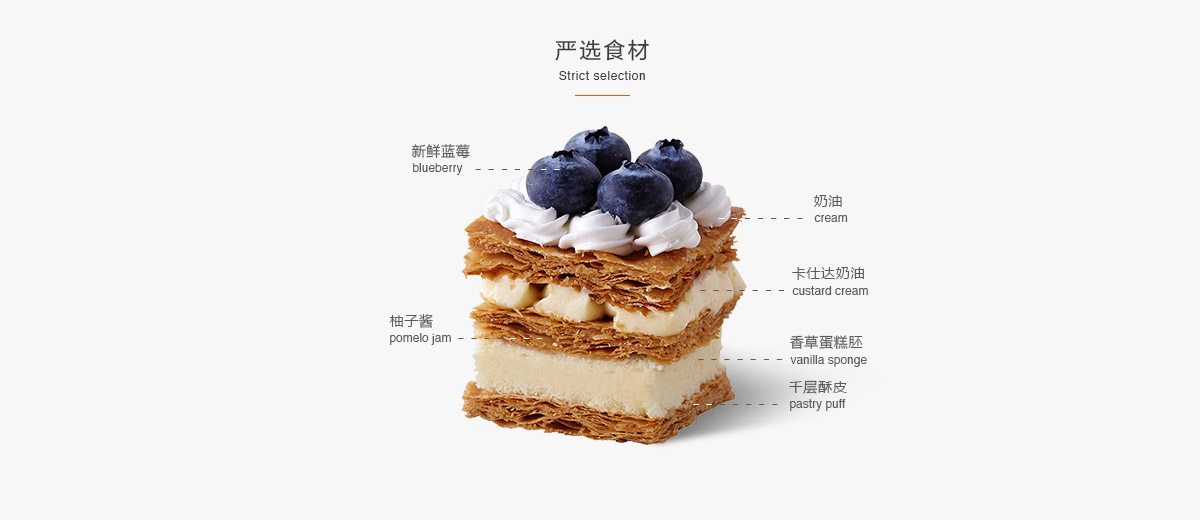 严选食材
Strict selection
新鲜蓝莓
blueberry
奶油
cream
卡仕达奶油
custard cream
柚子酱
pomelo jam
香草蛋糕胚
vanilla sponge
千层酥皮
pastry puff